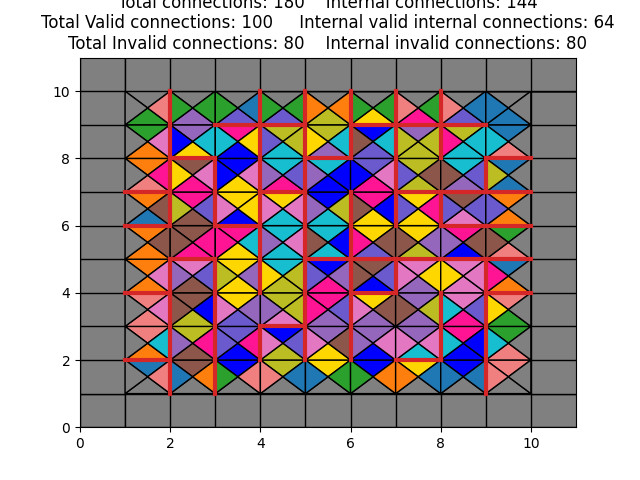 Total connections: 180    Internal connections: 144
Total Valid connections: 100    Internal valid internal connections: 64
Total Invalid connections: 80    Internal invalid connections: 80
10
8
6
4
2
0
0 2 4 6 8 10